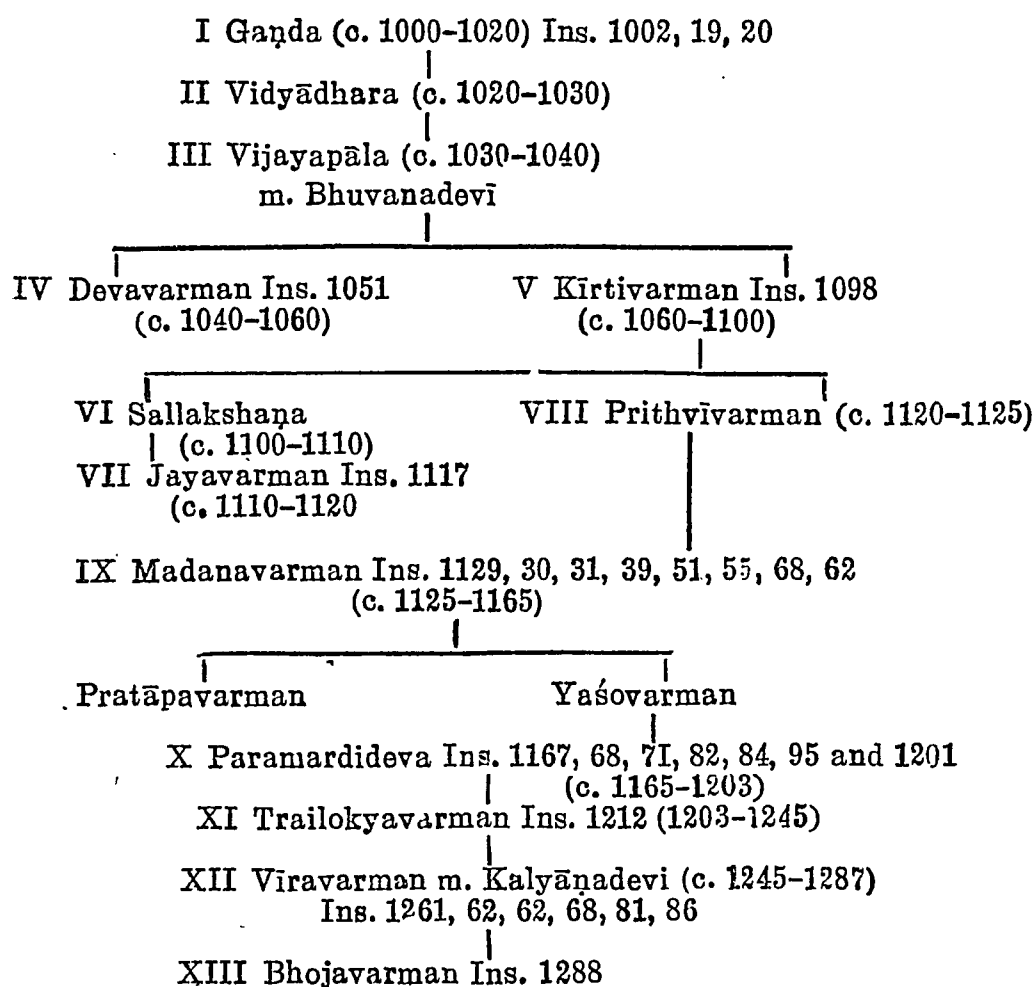 I Gaṇḍa (c. 1000–1020) Ins. 1002, 19, 20
II Vidyādhara (c. 1020–1030)
III Vijayapāla (c. 1030–1040)
m. Bhuvanadevī
IV Devavarman Ins. 1051 V Kīrtivarman Ins. 1098
(c. 1040–1060) (c. 1060–1100)
VI Sallakshaṇa VIII Prithvīvarman (c. 1120–1125)
(c. 1100–1110)
VII Jayavarman Ins. 1117
(c. 1110–1120
IX Madanavarman Ins. 1129, 30, 31, 39, 51, 55, 68, 62
(c. 1125–1165)
Pratāpavarman Yaśovarman
X Paramardideva Ins. 1167, 68, 71, 82, 84, 95 and 1201
(c. 1165–1203)
XI Trailokyavarman Ins. 1212 (1203–1245)
XII Vīravarman m. Kalyāṇadevi (c. 1245–1287)
Ins. 1261, 62, 62, 68, 81, 86
XIII Bhojavarman Ins. 1288